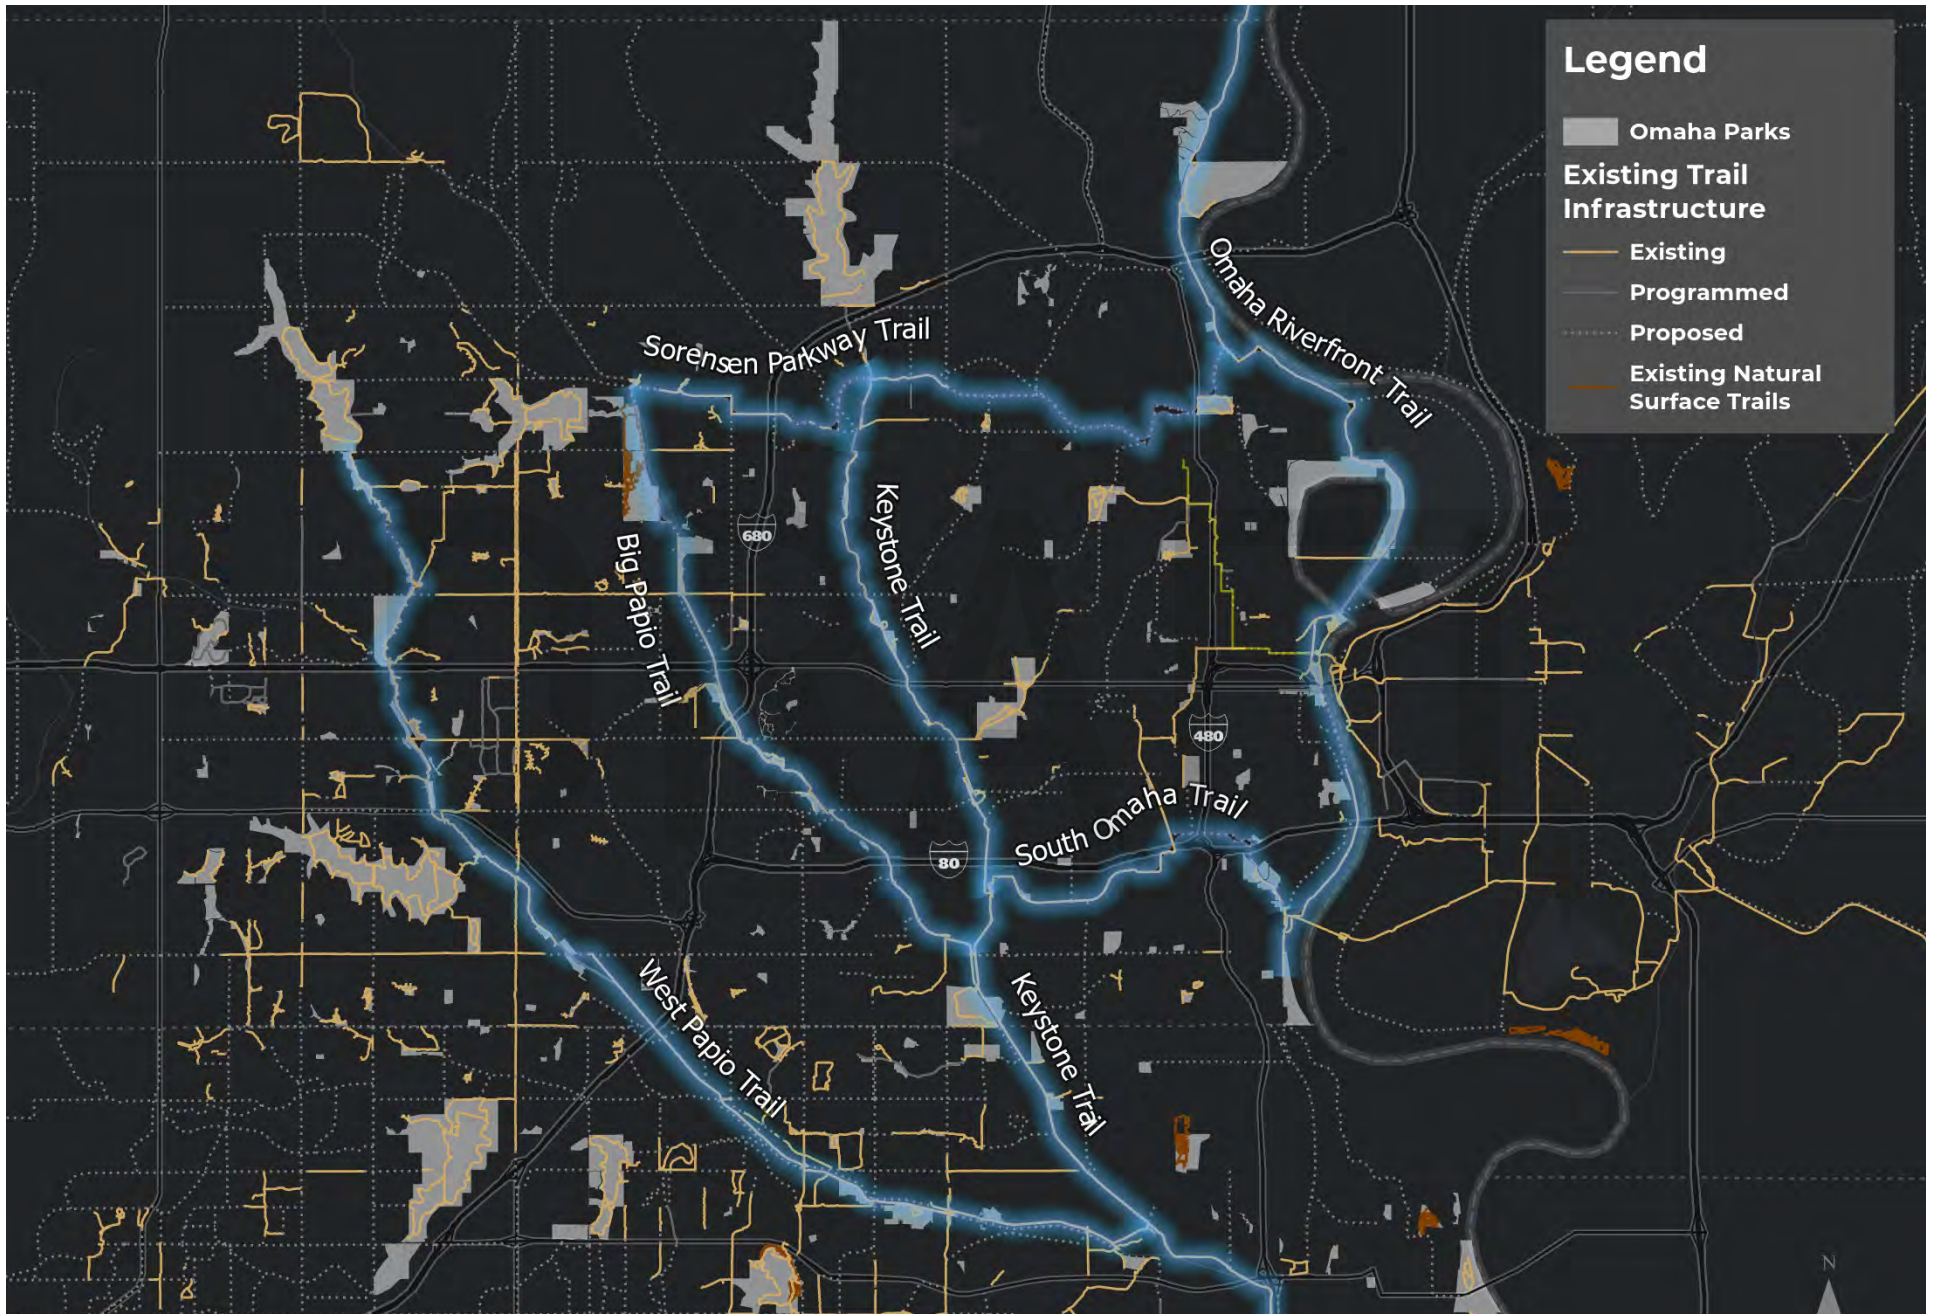 Legend
Omaha Parks
Existing Trail
Infrastructure
Existing
Programmed
Proposed
Existing Natural
Surface Trails
Omaha Riverfront Trail
Sorensen Parkway Trail
Keystone Trail
680
Big Papio Trail
480
South Omaha Trail
80
West Papio Trail
Keystone Trail
N